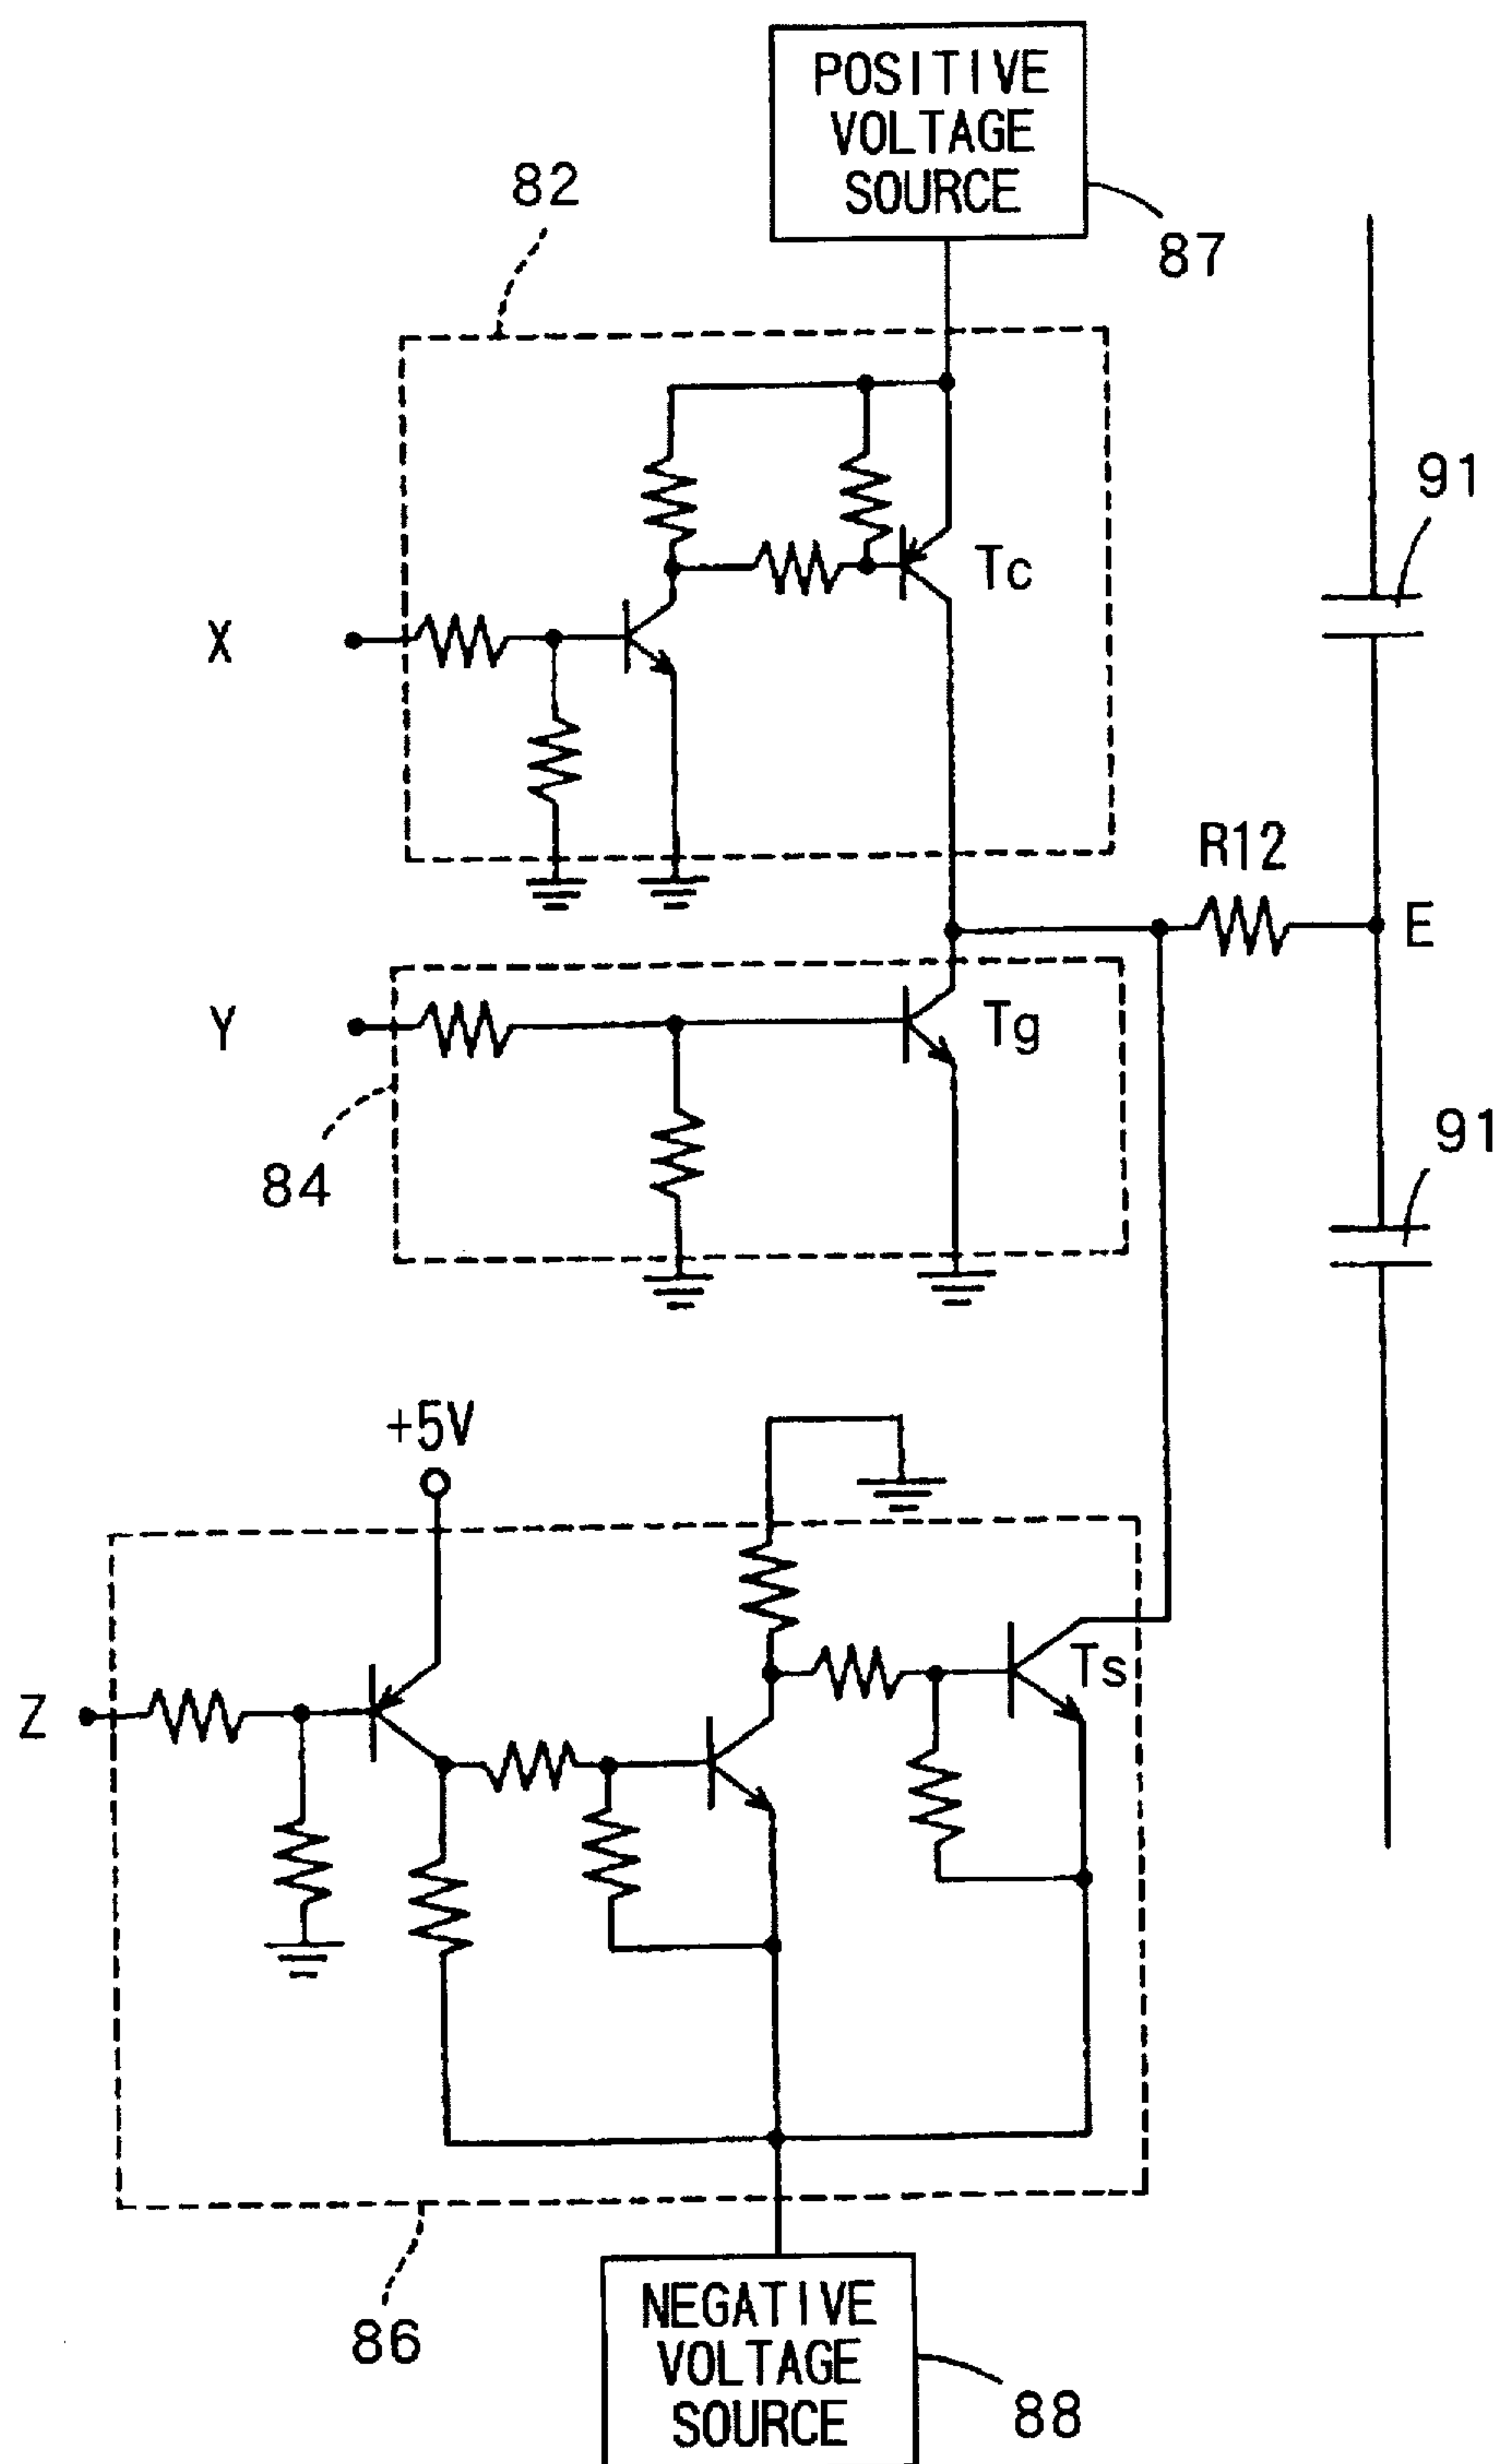 POSITIVE
VOLTAGE
SOURCE
82
87
91
Tc
X
R12
E
Y
Tg
91
84
+5V
Ts
Z
86
NEGATIVE
VOLTAGE
SOURCE
88